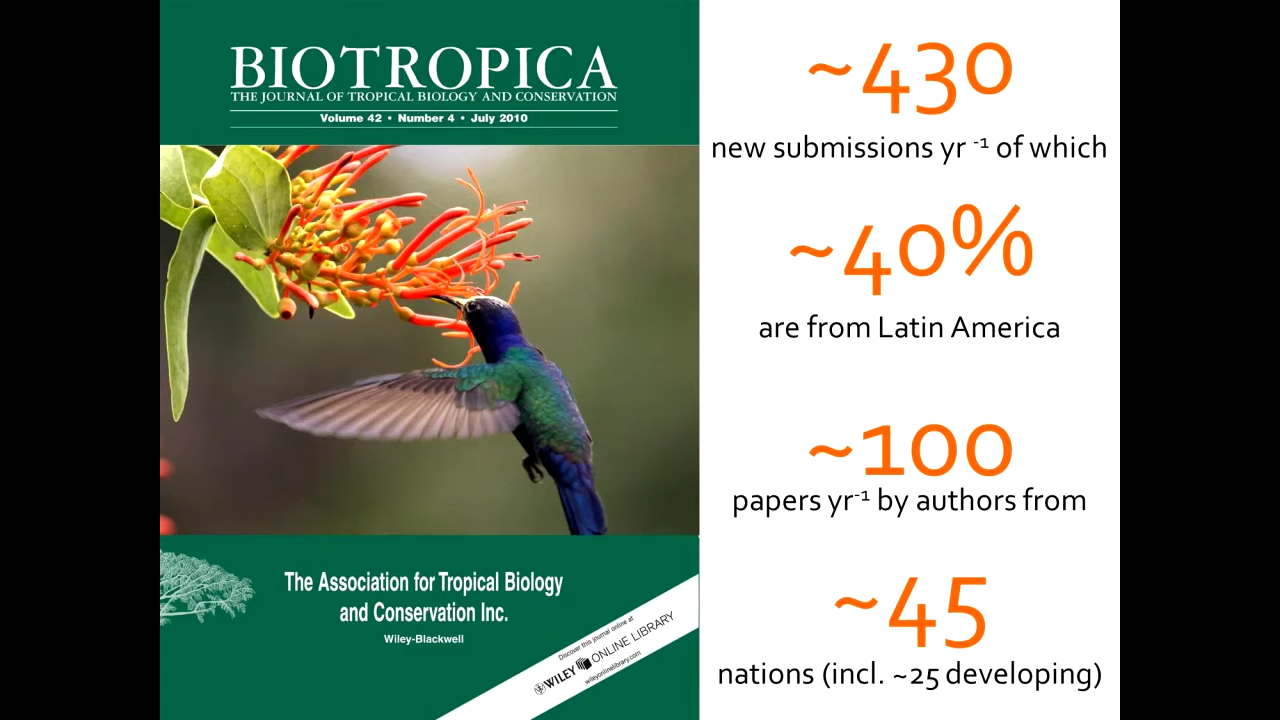 BIOTROPICA
THE JOURNAL OF TROPICAL BIOLOGY AND CONSERVATION
Volume 42 • Number 4 • July 2010
The Association for Tropical Biology
and Conservation Inc.
Wiley-Blackwell
Discover this journal online at
WILEY ONLINE LIBRARY
wileyonlinelibrary.com
~430
new submissions yr -1 of which
~40%
are from Latin America
~100
papers yr-1 by authors from
~45
nations (incl. ~25 developing)